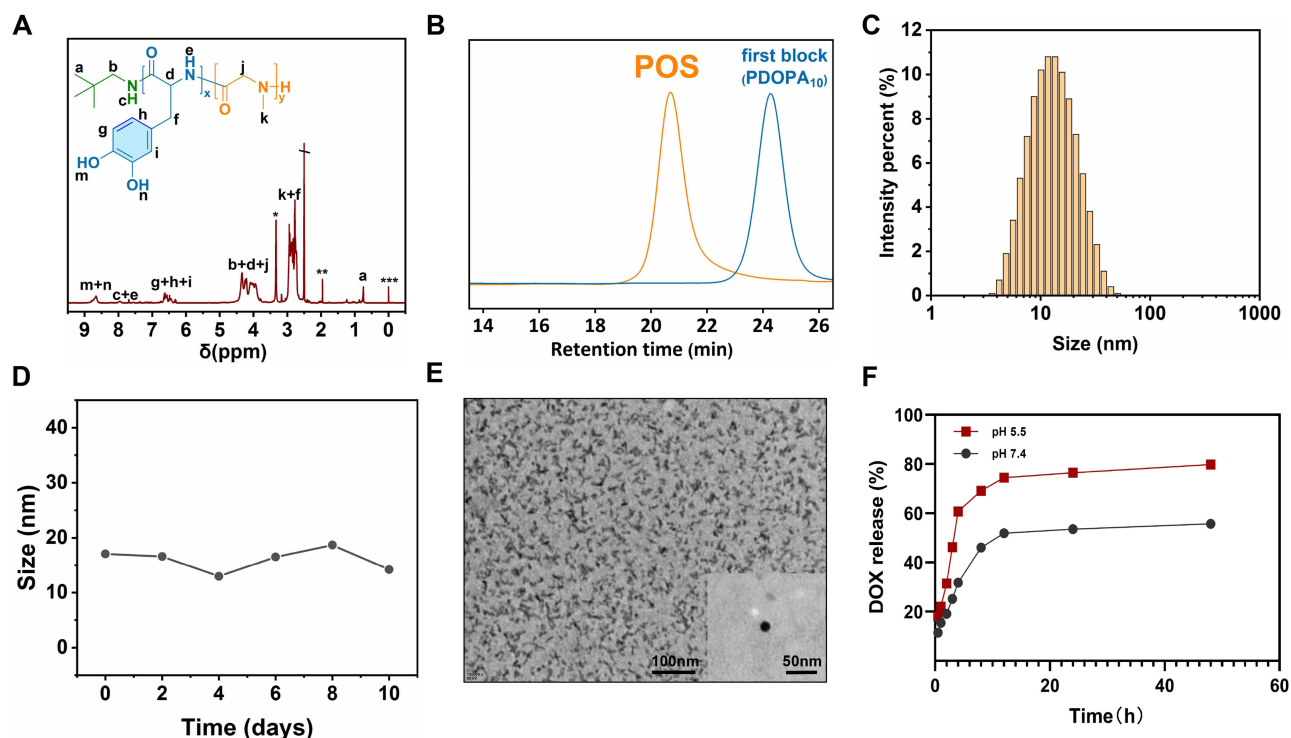 A
a
b
c
H
N
O
d
e
H
N
x
O
j
N
H
y
k
g
h
f
i
HO
m
OH
n
m+n
c+e
g+h+i
b+d+j
*
k+f
**
a
***
9 8 7 6 5 4 3 2 1 0
δ(ppm)
B
POS
first block
(PDOPA₁₀)
14 16 18 20 22 24 26
Retention time (min)
C
Intensity percent (%)
12
10
8
6
4
2
0
1 10 100 1000
Size (nm)
D
Size (nm)
40
30
20
10
0
0 2 4 6 8 10
Time (days)
E
100nm
50nm
F
DOX release (%)
100
80
60
40
20
pH 5.5
pH 7.4
0 20 40 60
Time(h)